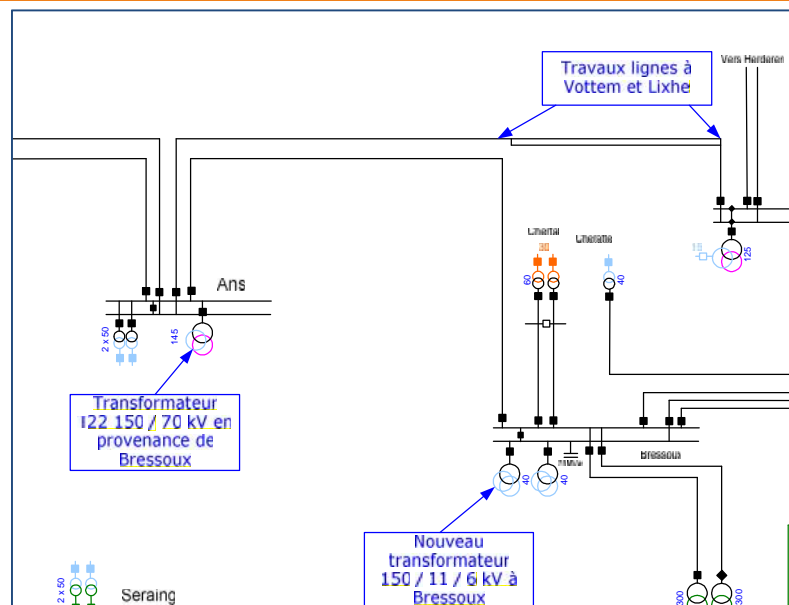 Travaux lignes à
Vottem et Lixhe
Vers Herderen
30
15
125
60
40
Ans
2 x 50
145
Transformateur
T22 150 / 70 kV en
provenance de
Bressoux
Bressoux
40
40
Nouveau
transformateur
150 / 11 / 6 kV à
Bressoux
2 x 50
Seraing
300
300